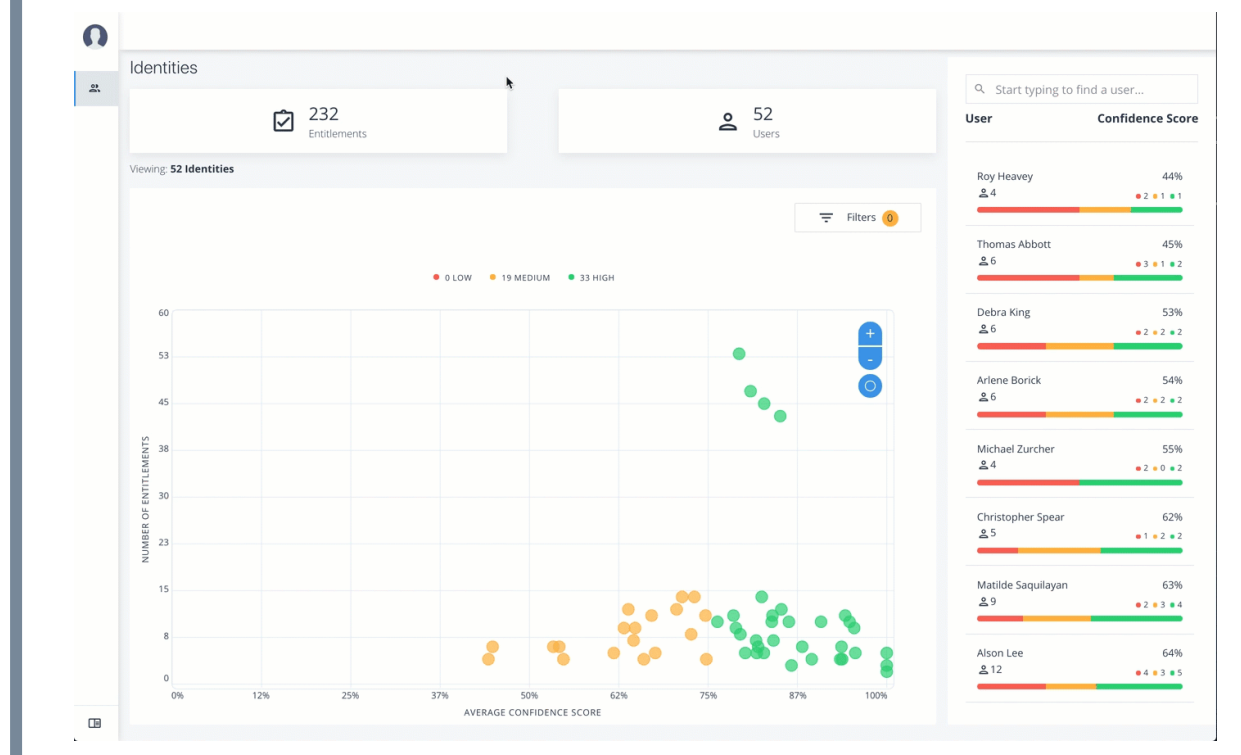 Identities
232
Entitlements
52
Users
Viewing: 52 Identities
Filters 0
0 LOW 19 MEDIUM 33 HIGH
60
53
45
38
30
23
15
8
0
NUMBER OF ENTITLEMENTS
0% 12% 25% 37% 50% 62% 75% 87% 100%
AVERAGE CONFIDENCE SCORE
+
-
Start typing to find a user...
User Confidence Score
Roy Heavey 44%
4 2 1 1
Thomas Abbott 45%
6 3 1 2
Debra King 53%
6 2 2 2
Arlene Borick 54%
6 2 2 2
Michael Zurcher 55%
4 2 0 2
Christopher Spear 62%
5 1 2 2
Matilde Saquilayan 63%
9 2 3 4
Alson Lee 64%
12 4 3 5